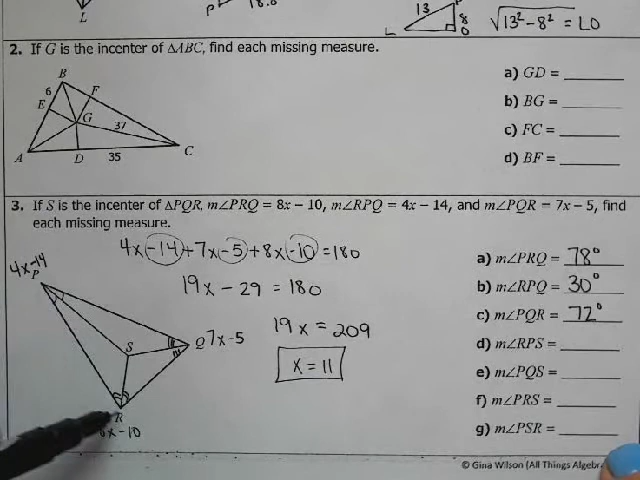 13
8
L
P
18.8
L
O
√13² − 8² = LO
2. If G is the incenter of △ABC, find each missing measure.
B
6
F
E
G
37
A
D
35
C
a) GD =
b) BG =
c) FC =
d) BF =
3. If S is the incenter of △PQR, m∠PRQ = 8x − 10, m∠RPQ = 4x − 14, and m∠PQR = 7x − 5, find
each missing measure.
4x −14 + 7x −5 + 8x −10 = 180
19x − 29 = 180
19x = 209
x = 11
4x−14
P
S
Q 7x−5
R
8x−10
a) m∠PRQ = 78°
b) m∠RPQ = 30°
c) m∠PQR = 72°
d) m∠RPS =
e) m∠PQS =
f) m∠PRS =
g) m∠PSR =
© Gina Wilson (All Things Algebra